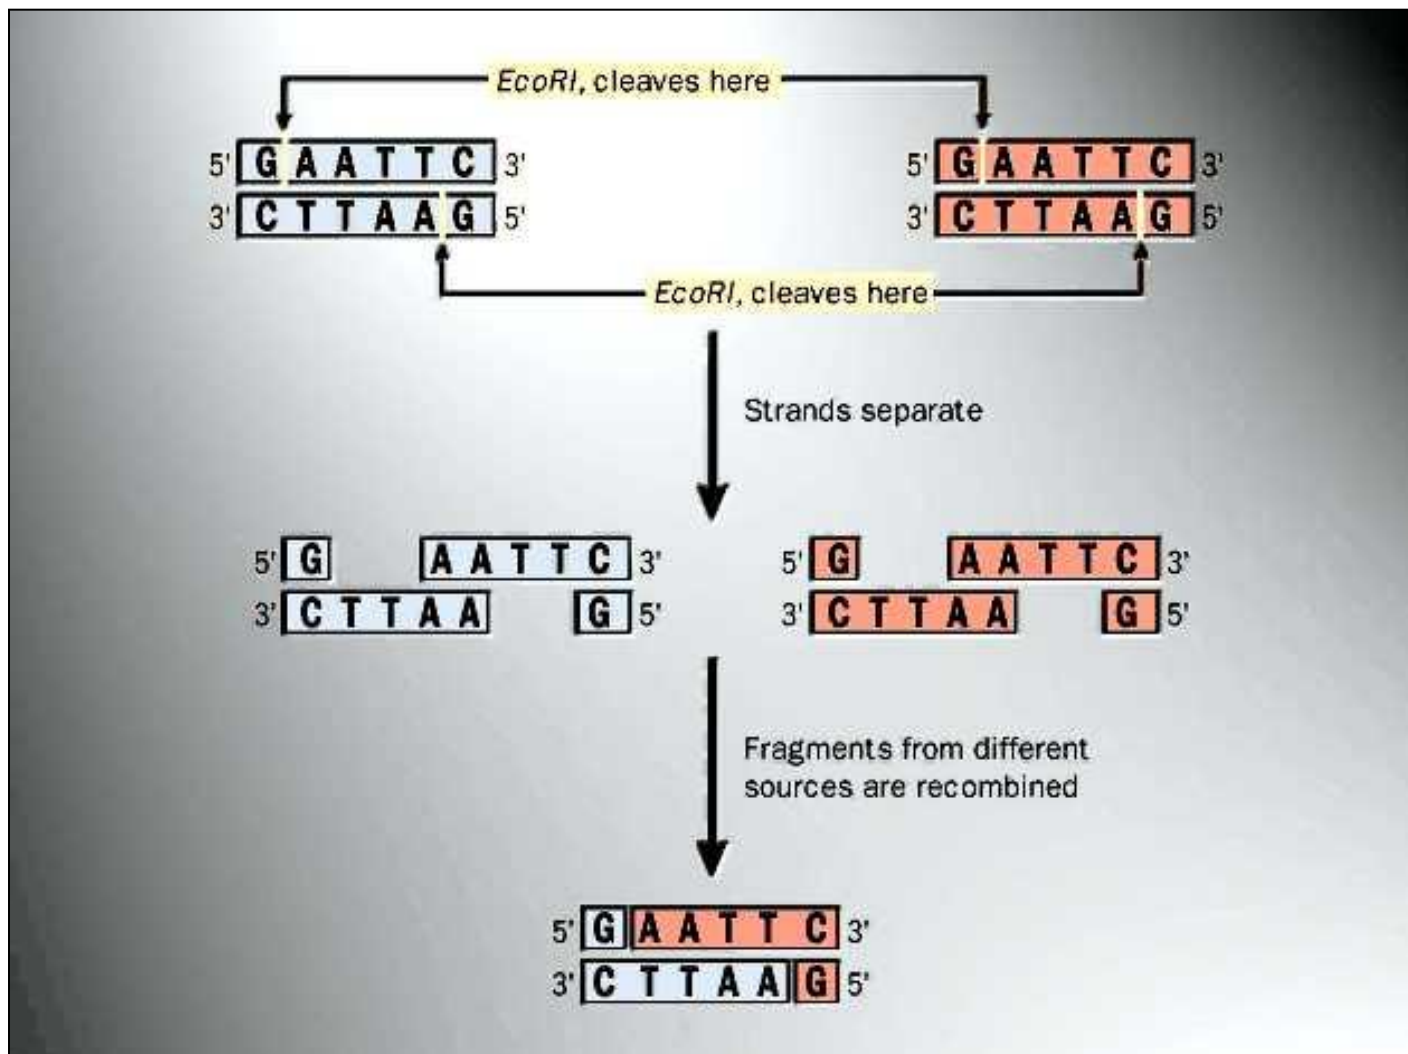 EcoRI, cleaves here
5' G A A T T C 3' 5' G A A T T C 3'
3' C T T A A G 5' 3' C T T A A G 5'
EcoRI, cleaves here
Strands separate
5' G A A T T C 3' 5' G A A T T C 3'
3' C T T A A G 5' 3' C T T A A G 5'
Fragments from different
sources are recombined
5' G A A T T C 3'
3' C T T A A G 5'